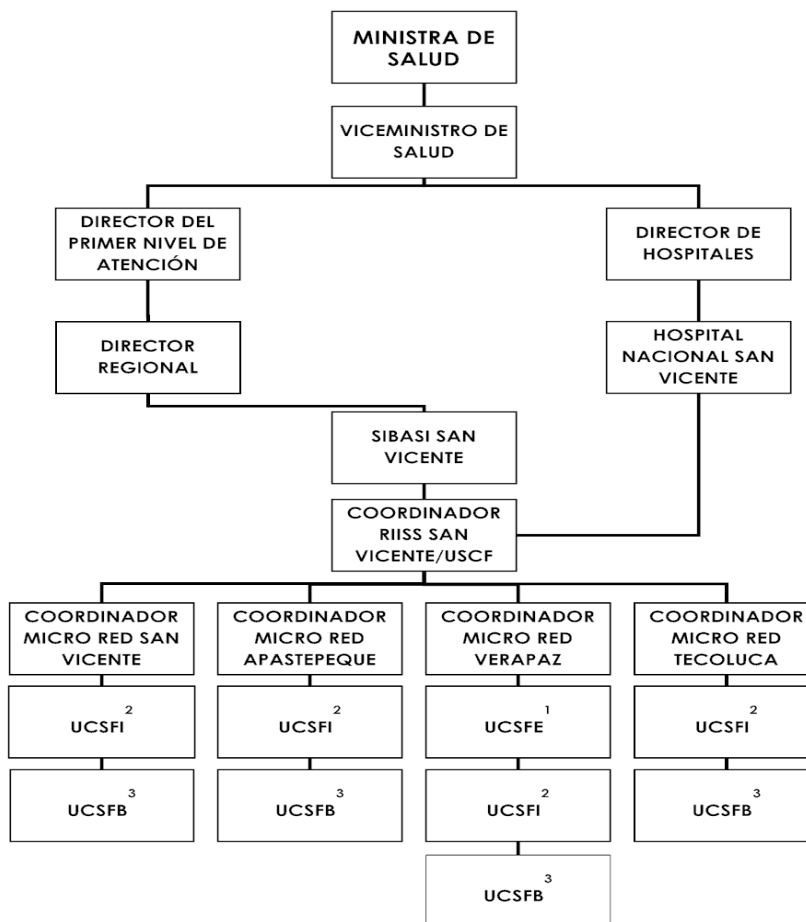 MINISTRA DE
SALUD
VICEMINISTRO DE
SALUD
DIRECTOR DEL
PRIMER NIVEL DE
ATENCIÓN
DIRECTOR DE
HOSPITALES
DIRECTOR
REGIONAL
HOSPITAL
NACIONAL SAN
VICENTE
SIBASI SAN
VICENTE
COORDINADOR
RIISS SAN
VICENTE/USCF
COORDINADOR
MICRO RED SAN
VICENTE
COORDINADOR
MICRO RED
APASTEPEQUE
COORDINADOR
MICRO RED
VERAPAZ
COORDINADOR
MICRO RED
TECOLUCA
UCSFI 2
UCSFI 2
UCSFE 1
UCSFI 2
UCSFB 3
UCSFB 3
UCSFI 2
UCSFB 3
UCSFB 3